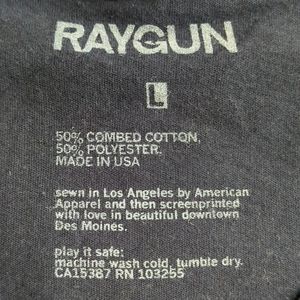 RAYGUN
L
50% COMBED COTTON.
50% POLYESTER.
MADE IN USA
sewn in Los Angeles by American
Apparel and then screenprinted
with love in beautiful downtown
Des Moines.
play it safe:
machine wash cold, tumble dry.
CA15387 RN 103255